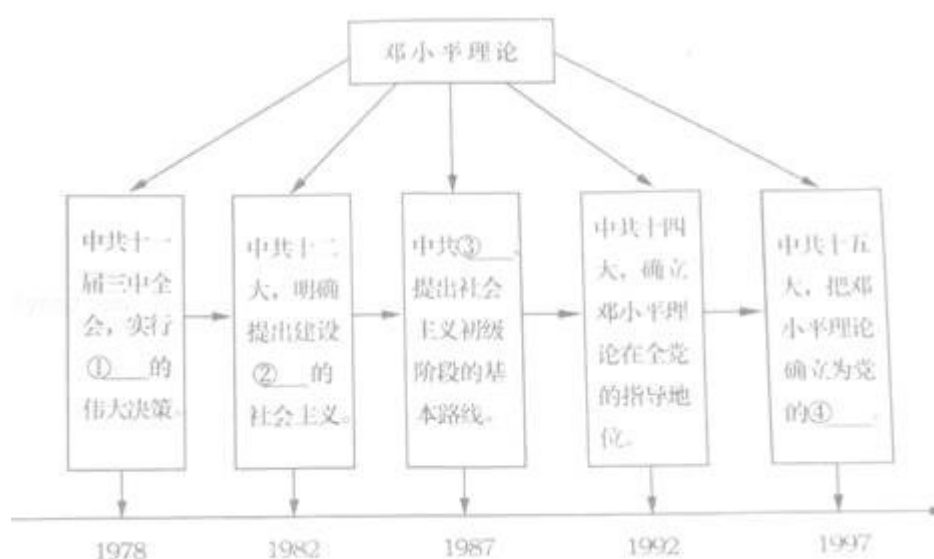 邓小平理论
中共十一
届三中全
会，实行
①___的
伟大决策。
中共十二
大，明确
提出建设
②___的
社会主义。
中共③___，
提出社会
主义初级
阶段的基
本路线。
中共十四
大，确立
邓小平理
论在全党
的指导地
位。
中共十五
大，把邓
小平理论
确立为党
的④___。
1978
1982
1987
1992
1997